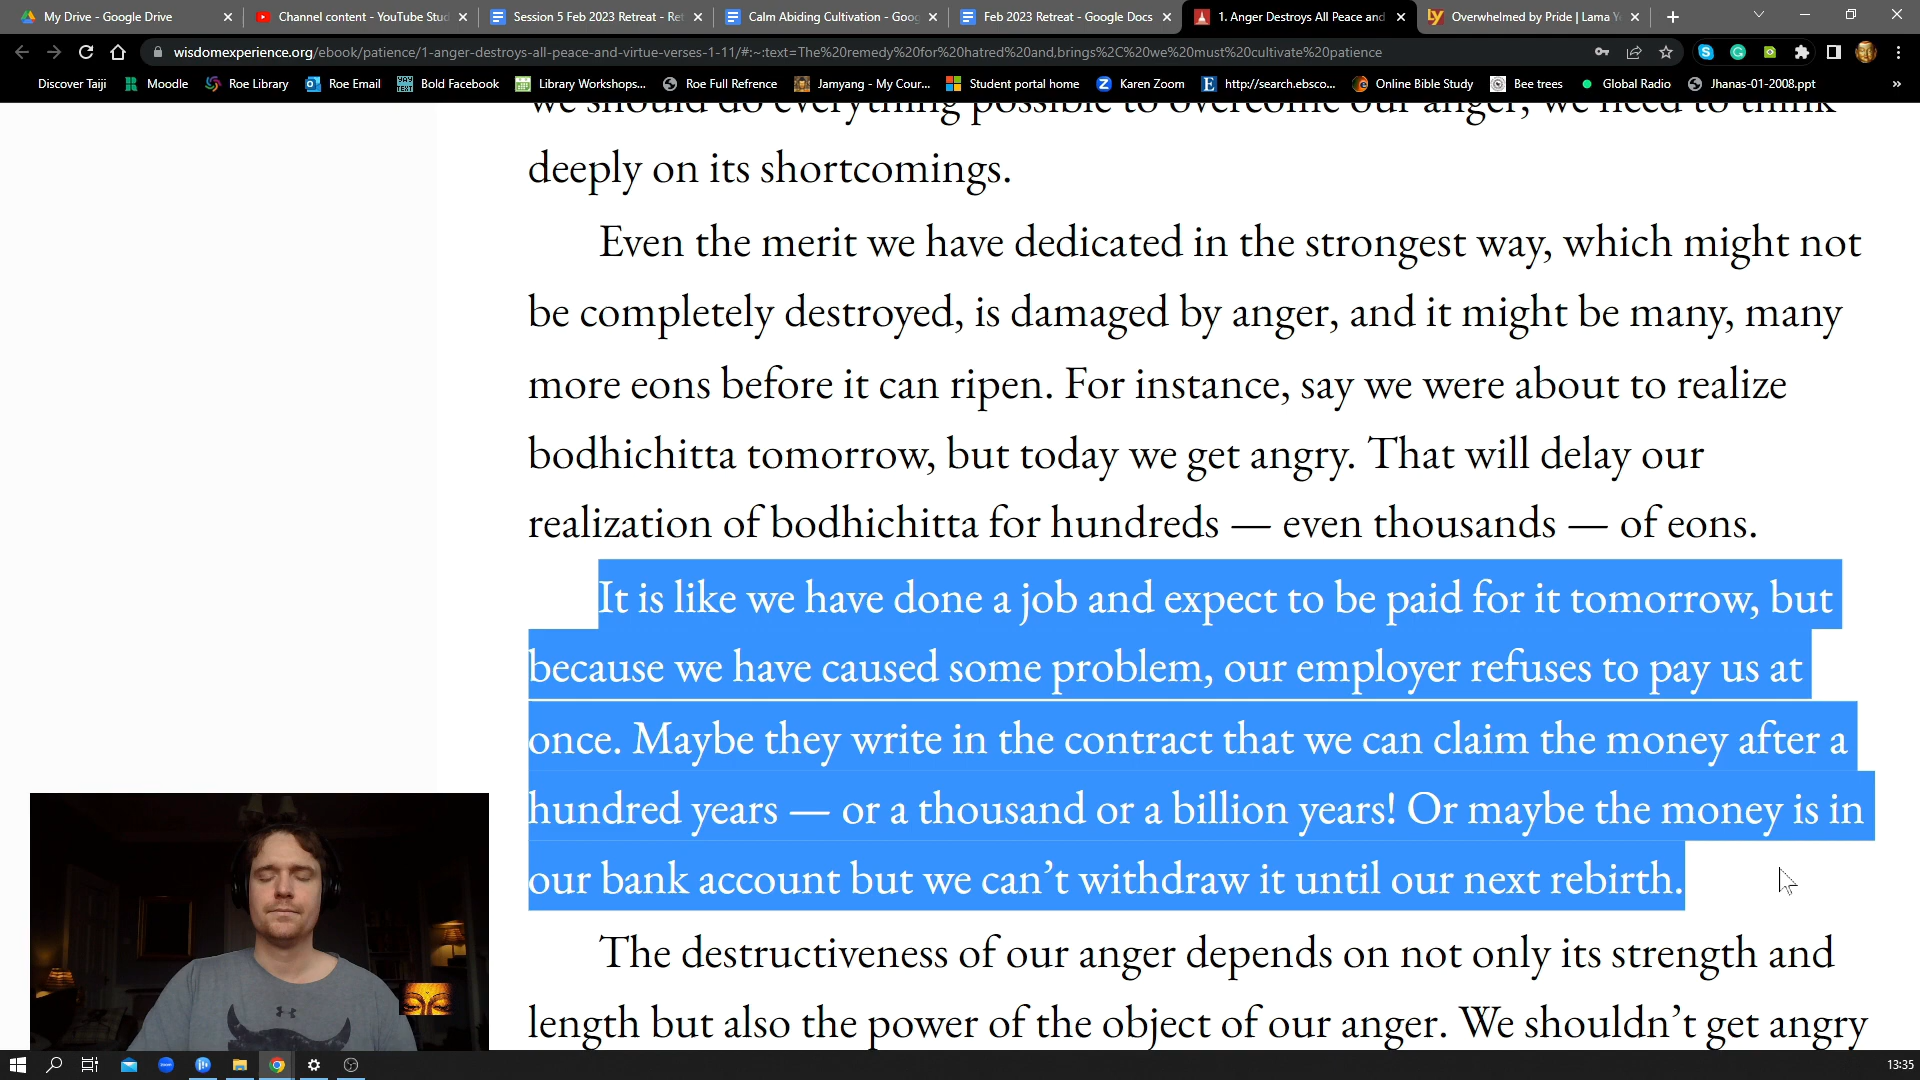 My Drive - Google Drive
Channel content - YouTube Stud
Session 5 Feb 2023 Retreat - Ret
Calm Abiding Cultivation - Goog
Feb 2023 Retreat - Google Docs
1. Anger Destroys All Peace and
Overwhelmed by Pride | Lama Y
wisdomexperience.org/ebook/patience/1-anger-destroys-all-peace-and-virtue-verses-1-11/#:~:text=The%20remedy%20for%20hatred%20and,brings%2C%20we%20must%20cultivate%20patience
Discover Taiji
Moodle
Roe Library
Roe Email
Bold Facebook
Library Workshops...
Roe Full Refrence
Jamyang - My Cour...
Student portal home
Karen Zoom
http://search.ebsco...
Online Bible Study
Bee trees
Global Radio
Jhanas-01-2008.ppt
»
we should do everything possible to overcome our anger, we need to think
deeply on its shortcomings.
Even the merit we have dedicated in the strongest way, which might not
be completely destroyed, is damaged by anger, and it might be many, many
more eons before it can ripen. For instance, say we were about to realize
bodhichitta tomorrow, but today we get angry. That will delay our
realization of bodhichitta for hundreds — even thousands — of eons.
It is like we have done a job and expect to be paid for it tomorrow, but
because we have caused some problem, our employer refuses to pay us at
once. Maybe they write in the contract that we can claim the money after a
hundred years — or a thousand or a billion years! Or maybe the money is in
our bank account but we can’t withdraw it until our next rebirth.
The destructiveness of our anger depends on not only its strength and
length but also the power of the object of our anger. We shouldn’t get angry
13:35